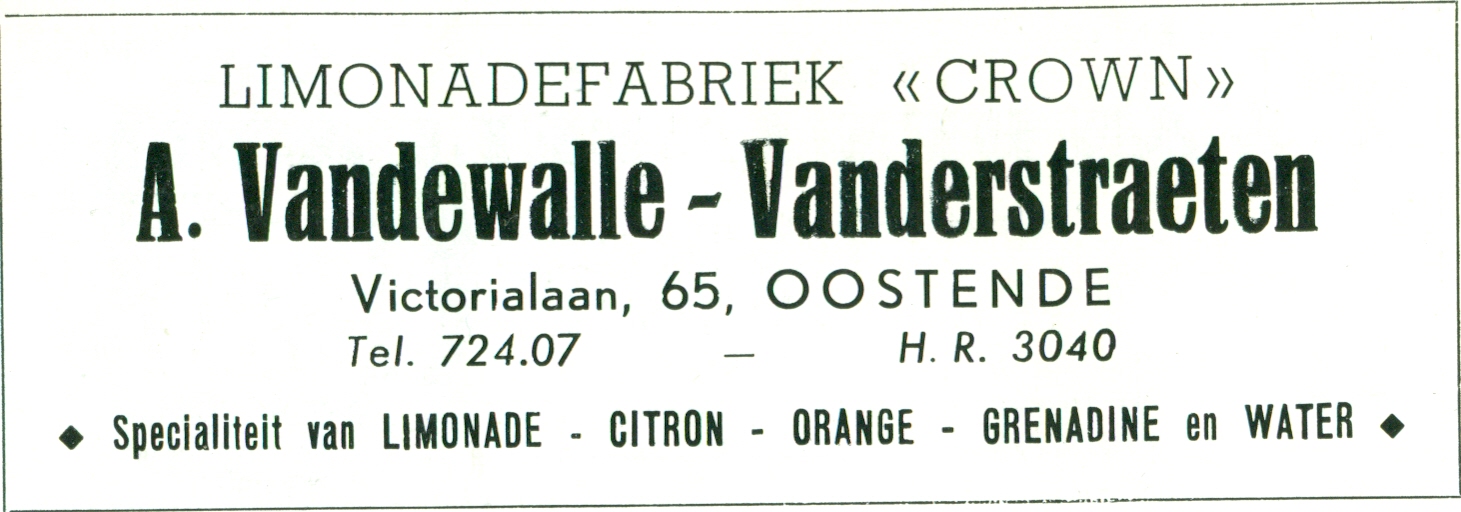 LIMONADEFABRIEK «CROWN»
A. Vandewalle - Vanderstraeten
Victorialaan, 65, OOSTENDE
Tel. 724.07 — H. R. 3040
◆ Specialiteit van LIMONADE - CITRON - ORANGE - GRENADINE en WATER ◆